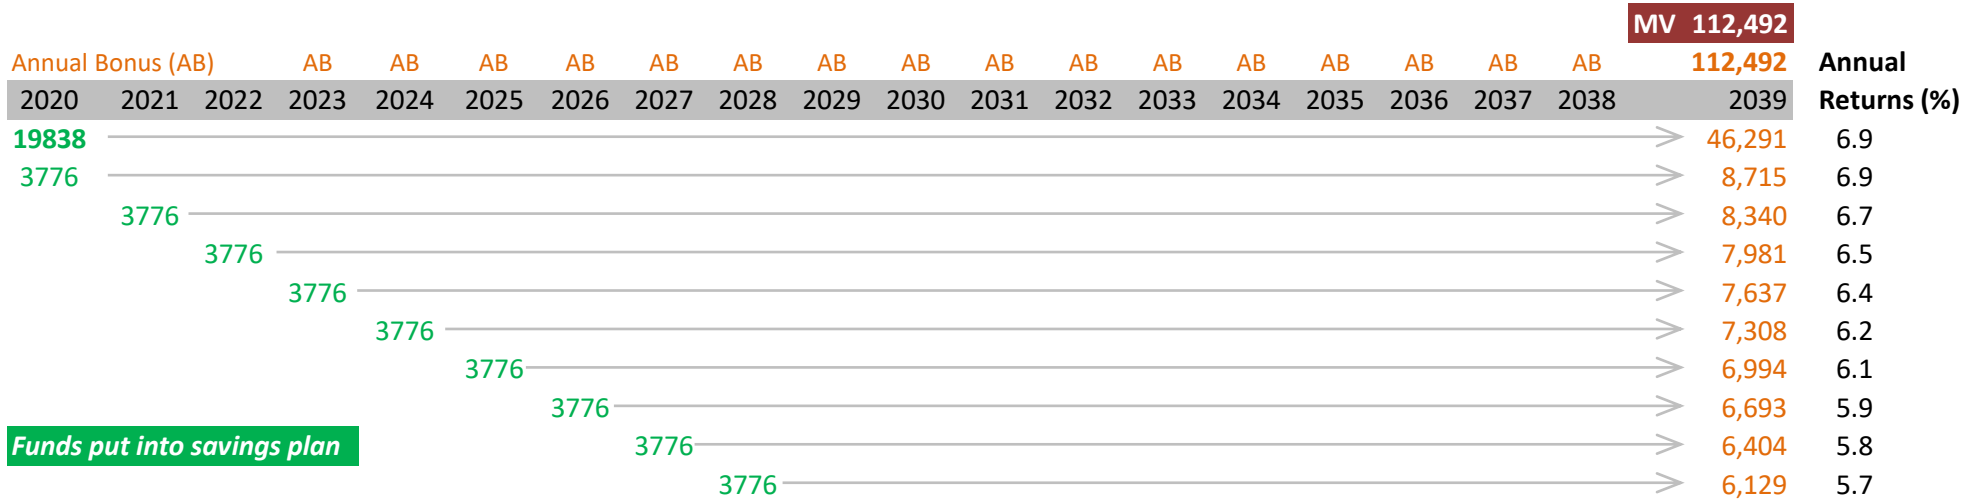 MV 112,492
Annual Bonus (AB) AB AB AB AB AB AB AB AB AB AB AB AB AB AB AB AB 112,492 Annual
2020 2021 2022 2023 2024 2025 2026 2027 2028 2029 2030 2031 2032 2033 2034 2035 2036 2037 2038 2039 Returns (%)
19838 46,291 6.9
3776 8,715 6.9
3776 8,340 6.7
3776 7,981 6.5
3776 7,637 6.4
3776 7,308 6.2
3776 6,994 6.1
3776 6,693 5.9
Funds put into savings plan 3776 6,404 5.8
3776 6,129 5.7